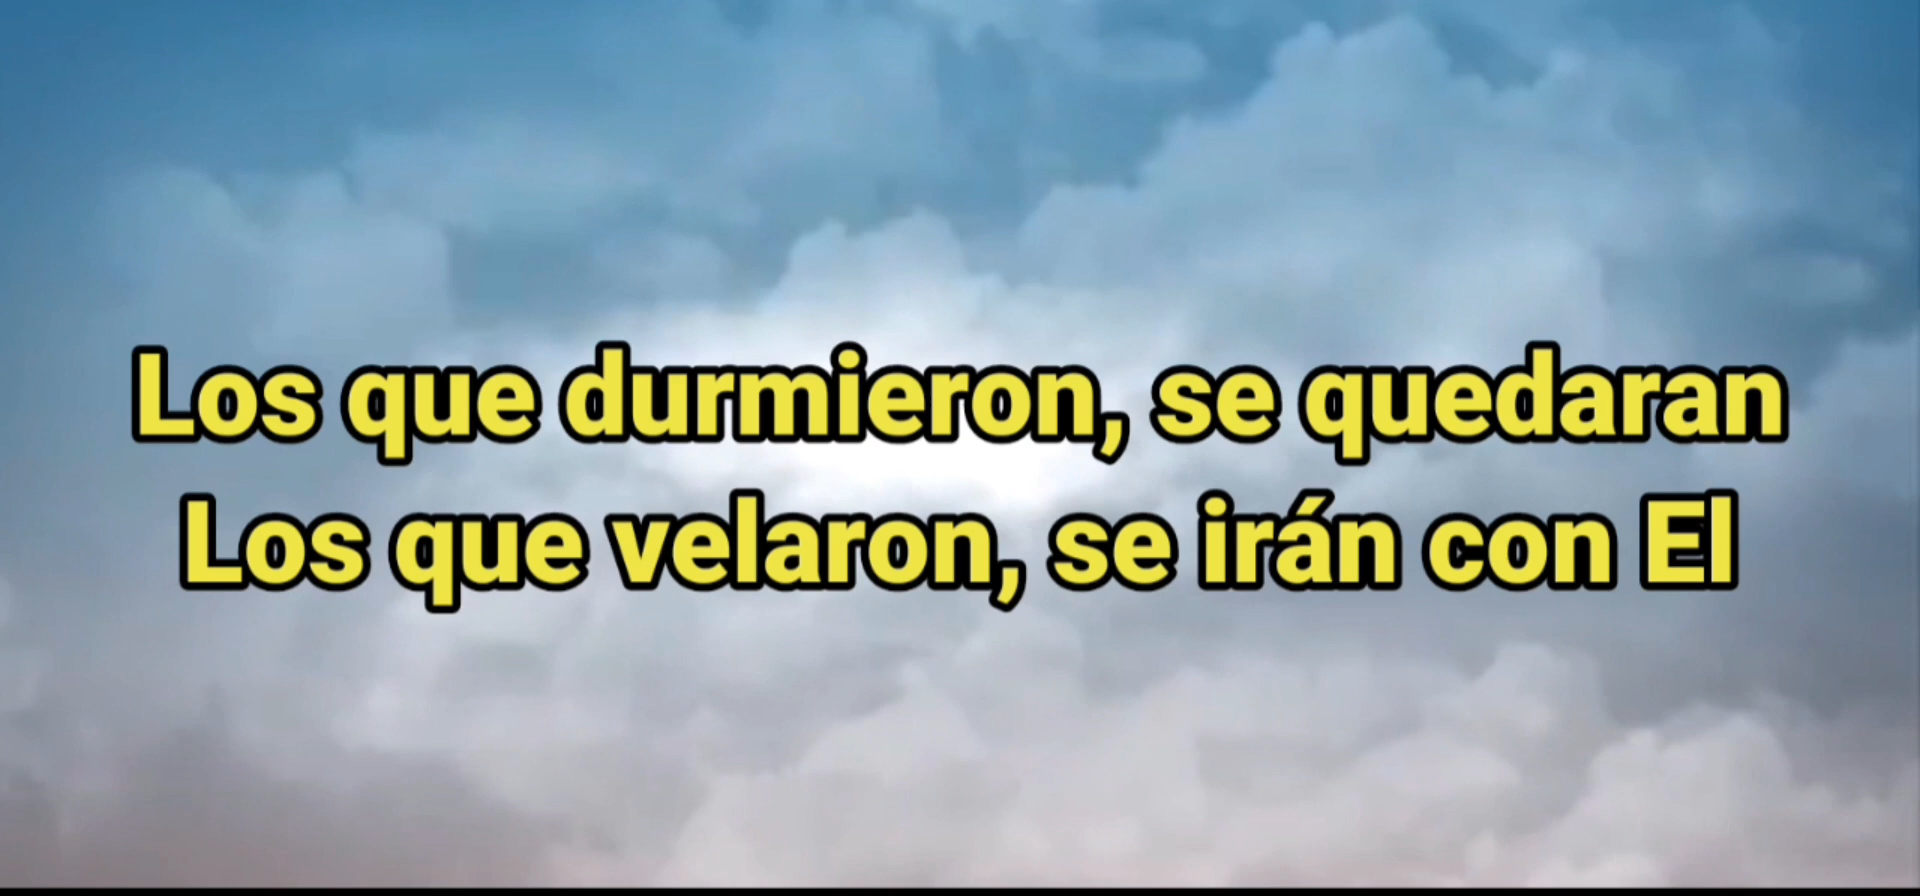 Los que durmieron, se quedaran
Los que velaron, se irán con El